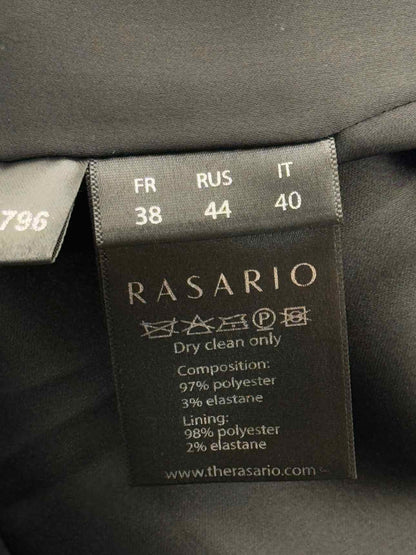 796
FR RUS IT
38 44 40
RASARIO
P
Dry clean only
Composition:
97% polyester
3% elastane
Lining:
98% polyester
2% elastane
www.therasario.com